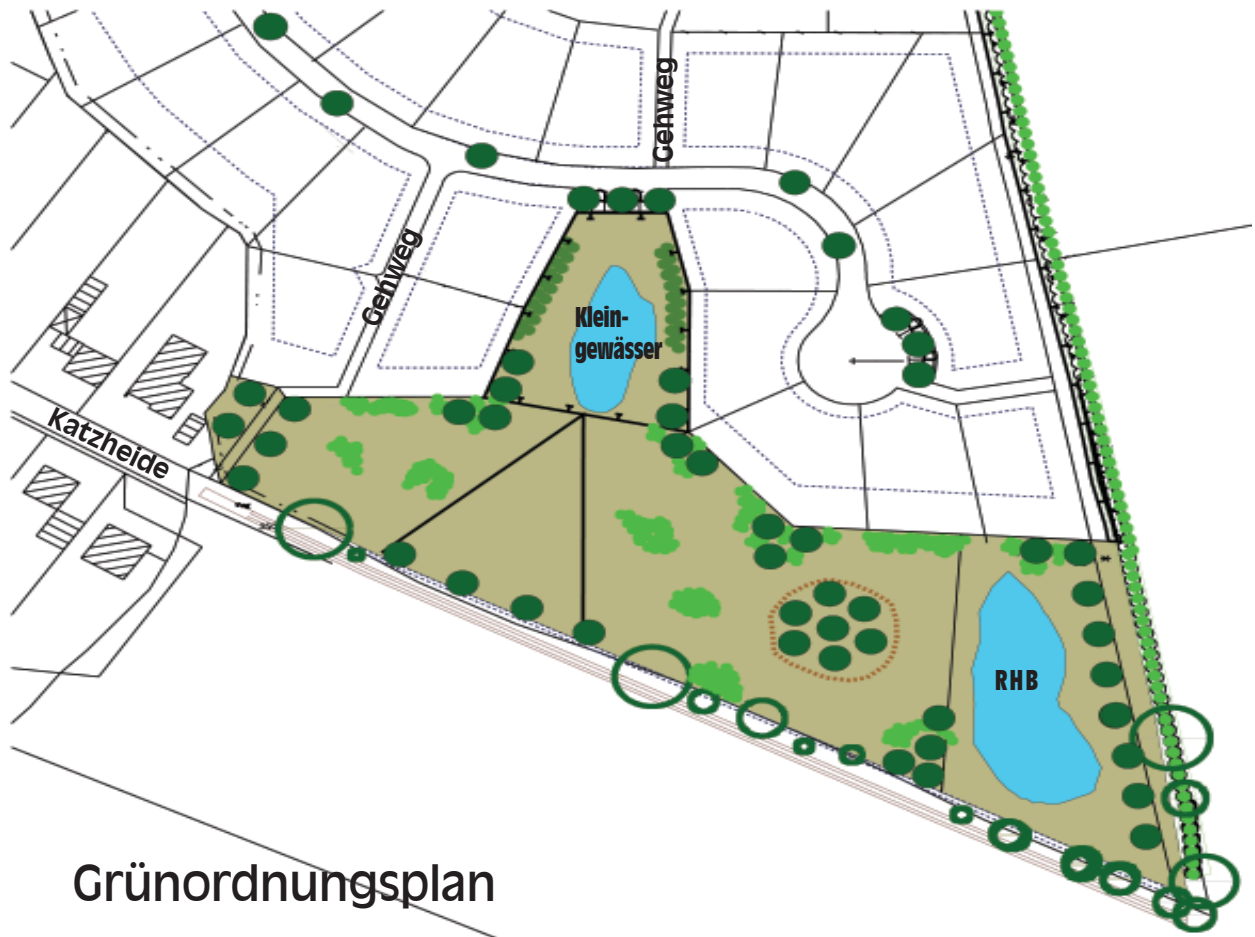 Gehweg
Gehweg
Klein-
gewässer
Katzheide
RHB
Grünordnungsplan